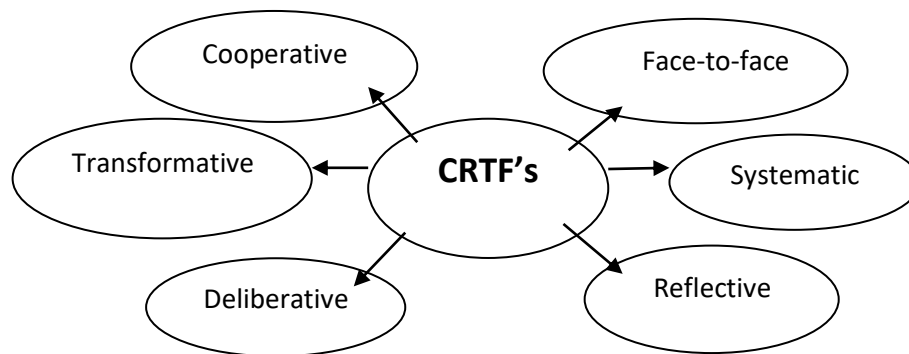 Cooperative
Face-to-face
Transformative
CRTF’s
Systematic
Deliberative
Reflective